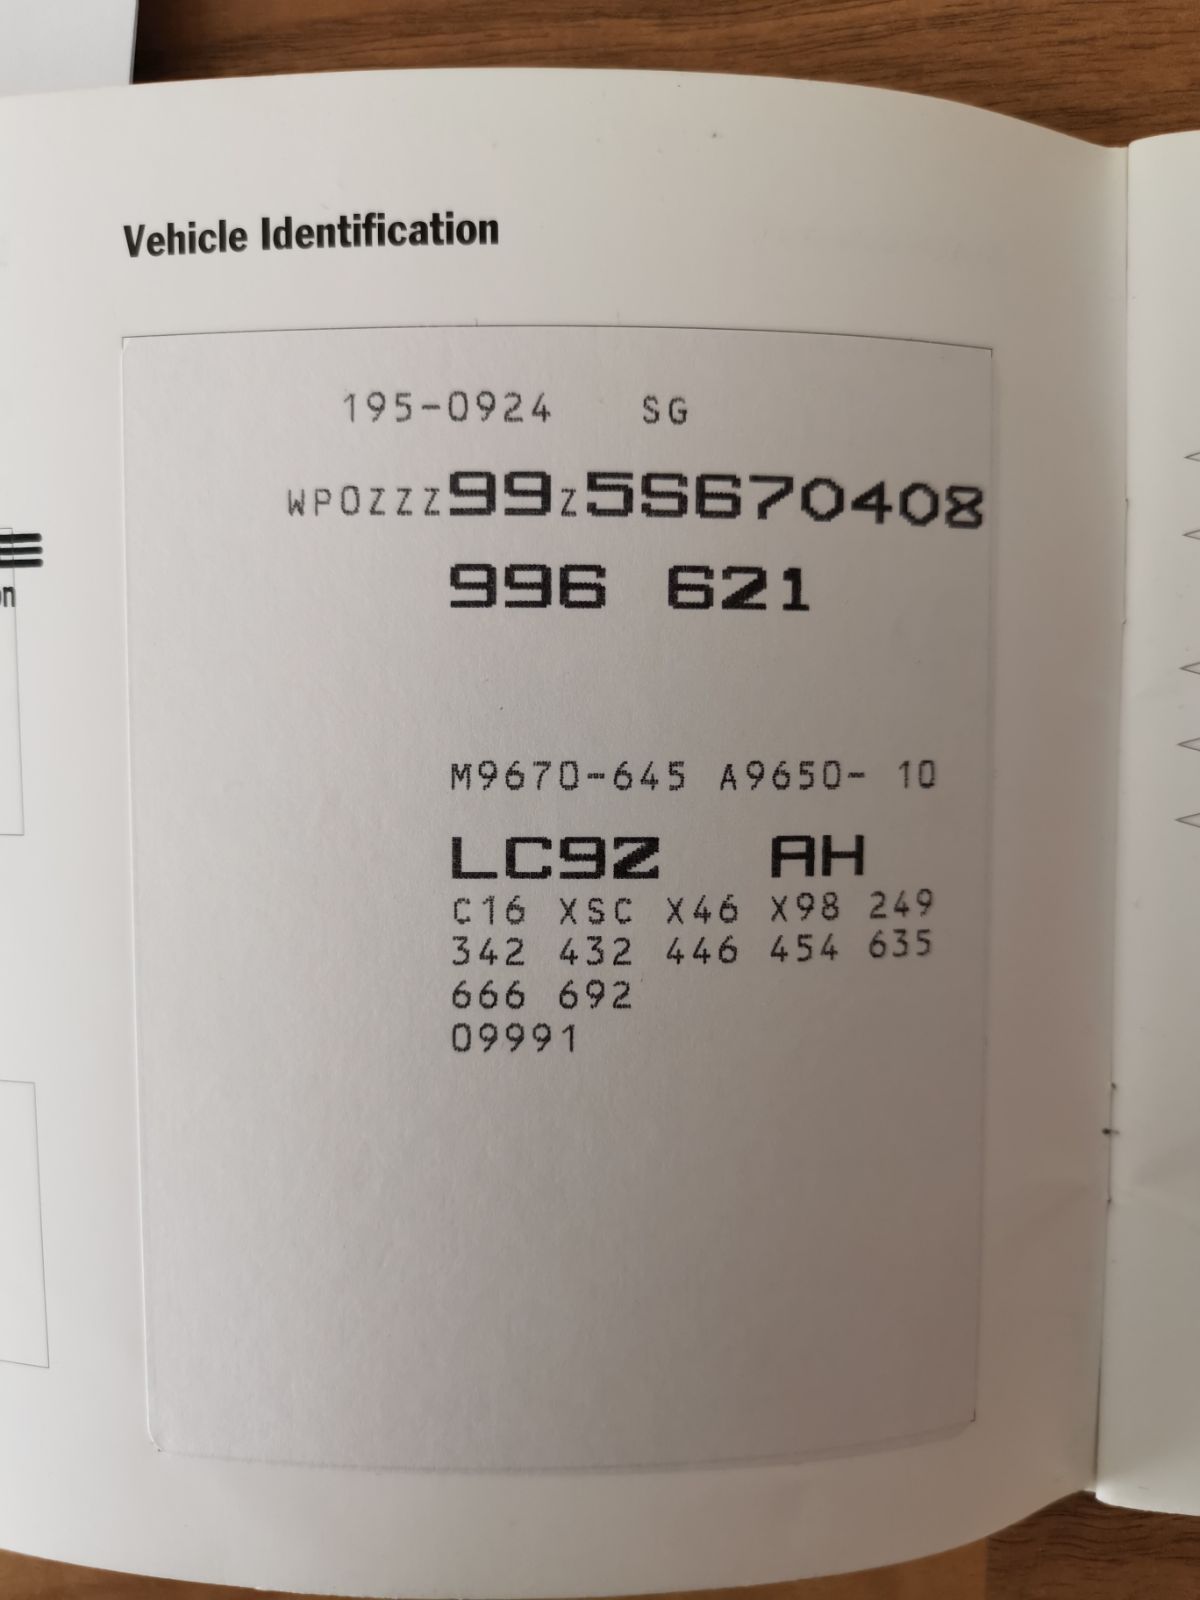 Vehicle Identification
195-0924 SG
WP0ZZZ99Z5S670408
996 621
M9670-645 A9650- 10
LC9Z AH
C16 XSC X46 X98 249
342 432 446 454 635
666 692
09991